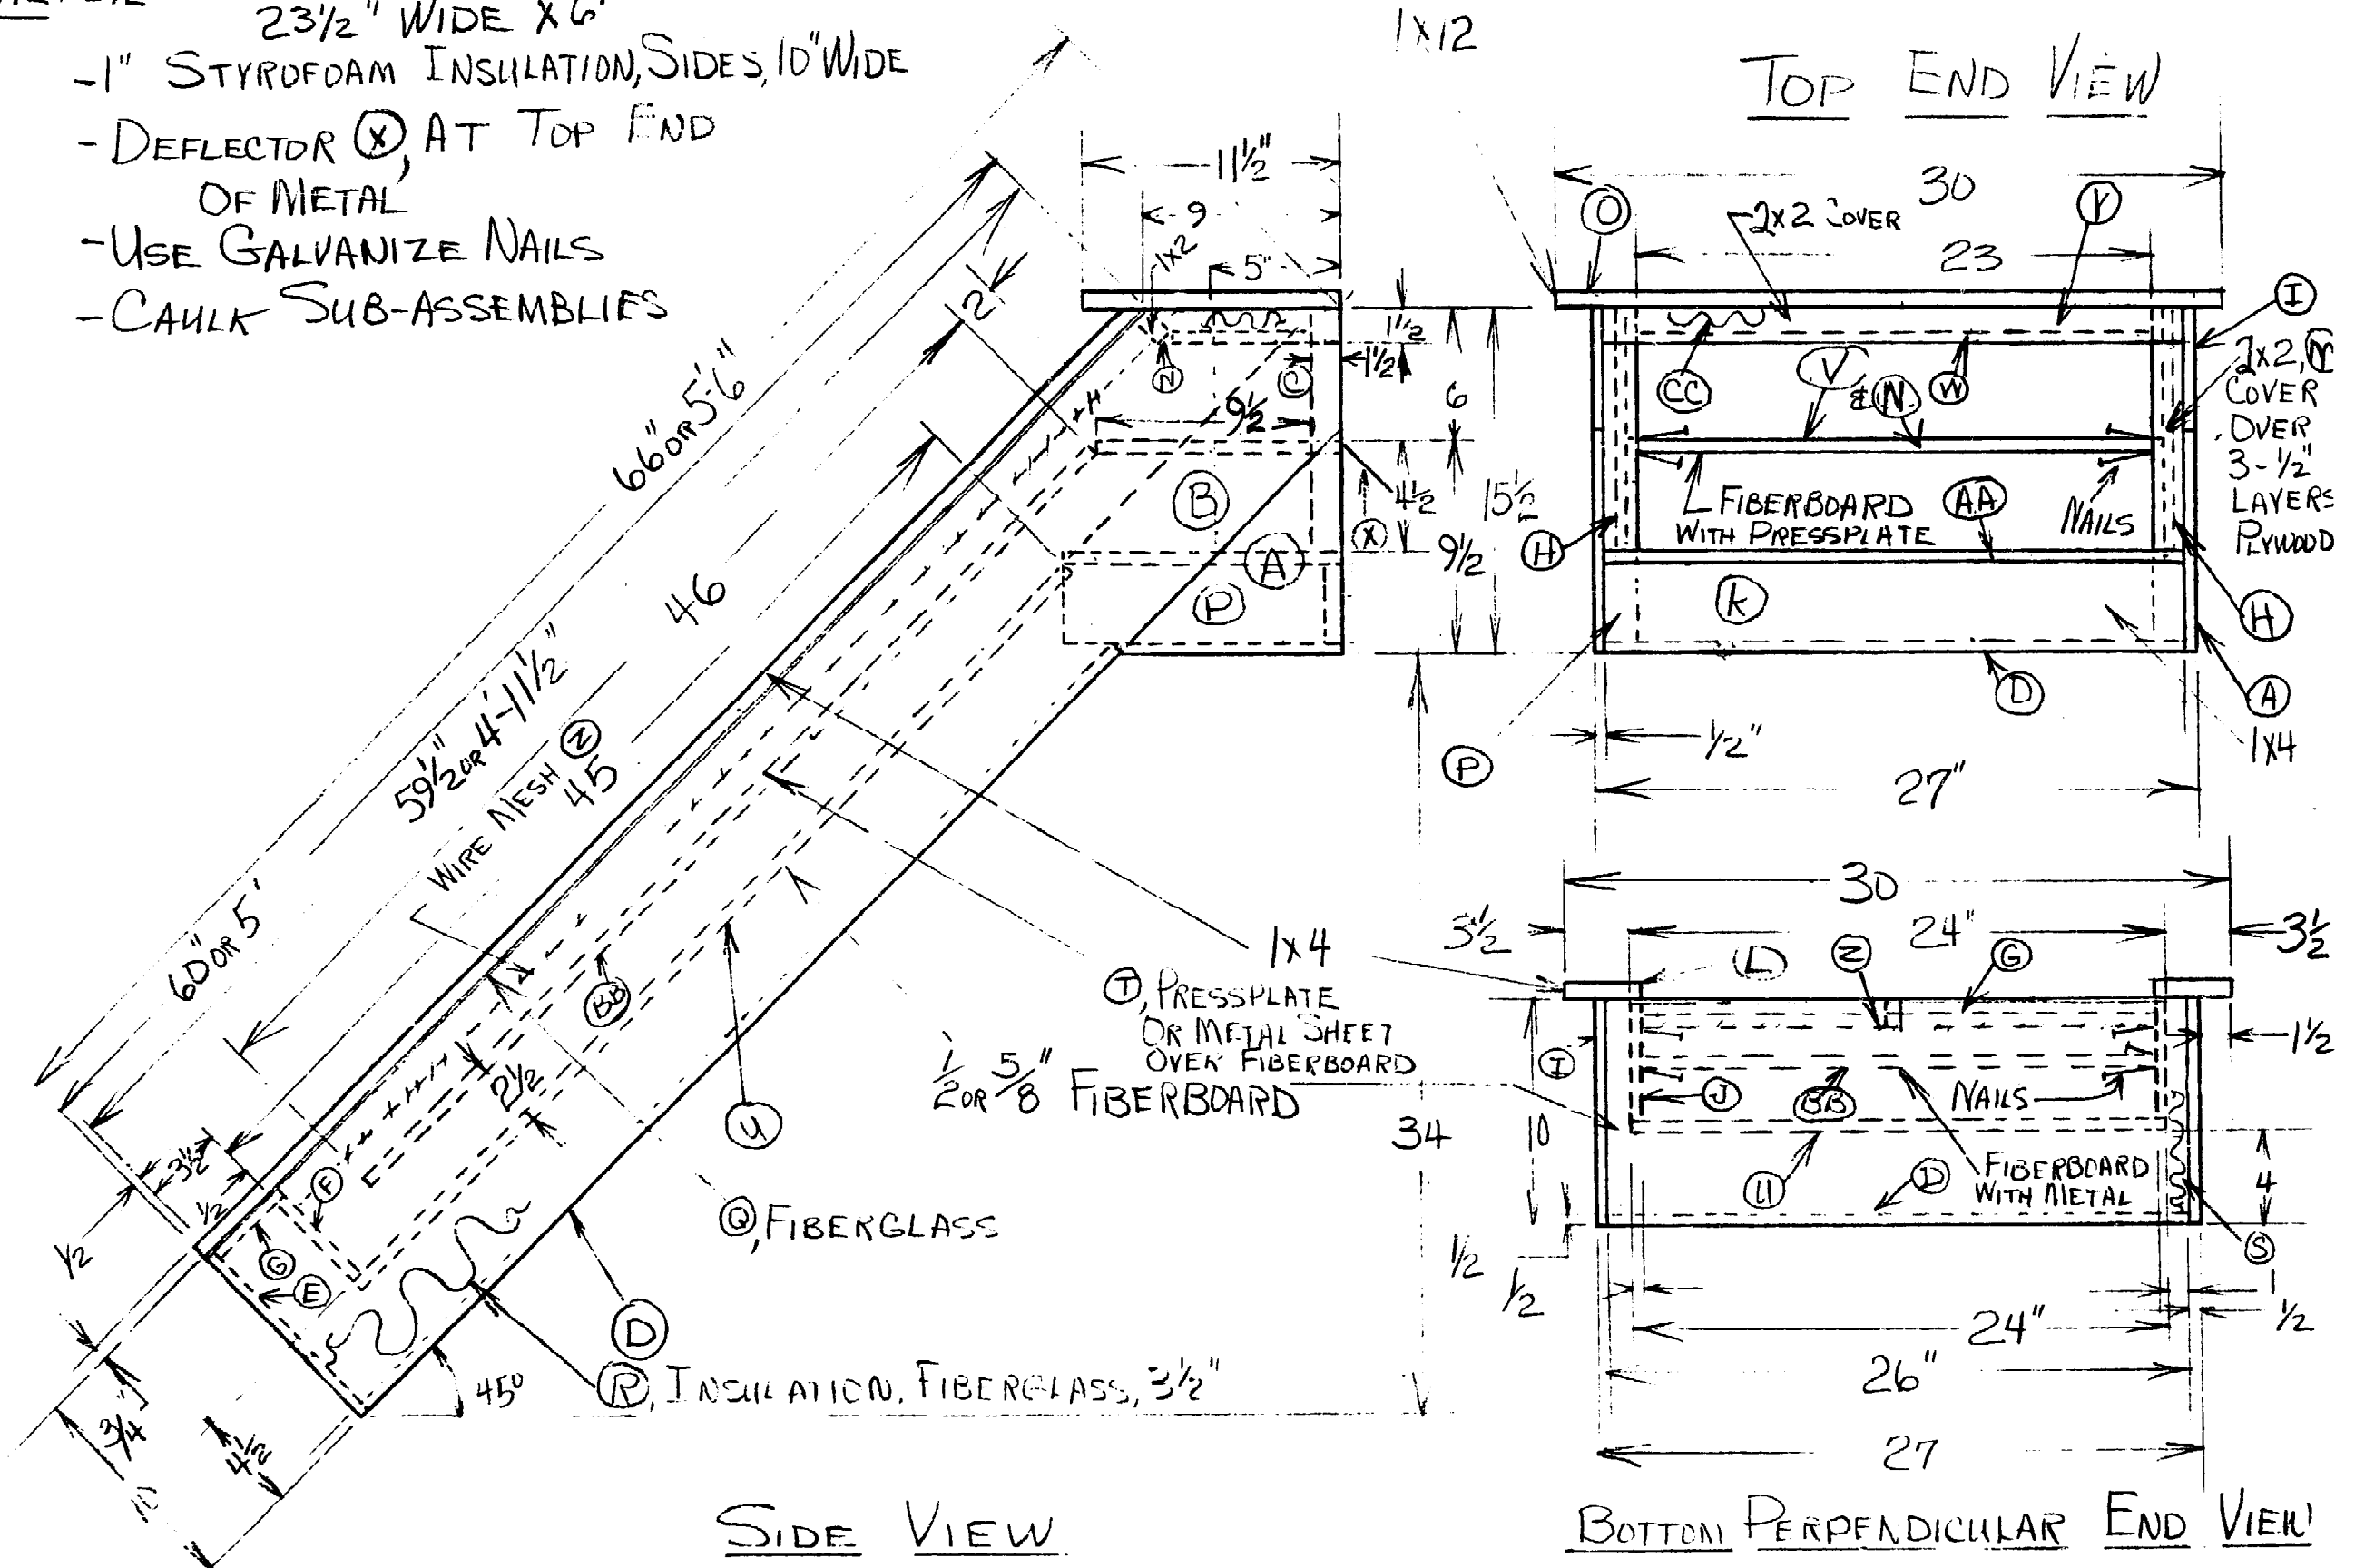 23½" WIDE X 6'
-1" STYROFOAM INSULATION, SIDES, 10" WIDE
- DEFLECTOR Ⓧ, AT TOP END
OF METAL
- USE GALVANIZE NAILS
- CAULK SUB-ASSEMBLIES
1X12
TOP END VIEW
11½"
9
1X2
5"
30
O
2X2 COVER
Y
23
I
2
1½
1½
N
C
9½
6
CC
V
&
N
W
2X2,
COVER
OVER
3-½"
LAYERS
PLYWOOD
66" OR 5'-6"
B
4½
15½
X
9½
FIBERBOARD
WITH PRESSPLATE
AA
NAILS
H
A
P
K
H
46
D
A
1X4
P
½"
27"
59½" OR 4'-11½"
WIRE MESH Ⓩ
45
60" OR 5'
30
3½
24"
3½
1X4
L
Z
G
Ⓣ, PRESSPLATE
OR METAL SHEET
OVER FIBERBOARD
½ OR 5/8" FIBERBOARD
BB
2½
U
I
J
BB
NAILS
1½
34
10
U
D
FIBERBOARD
WITH METAL
4
S
3½
½
F
G
E
½
Ⓠ, FIBERGLASS
½
½
1
½
24"
26"
27
D
45°
Ⓡ, INSULATION, FIBERGLASS, 3½"
3/4"
4½
10
SIDE VIEW
BOTTOM PERPENDICULAR END VIEW